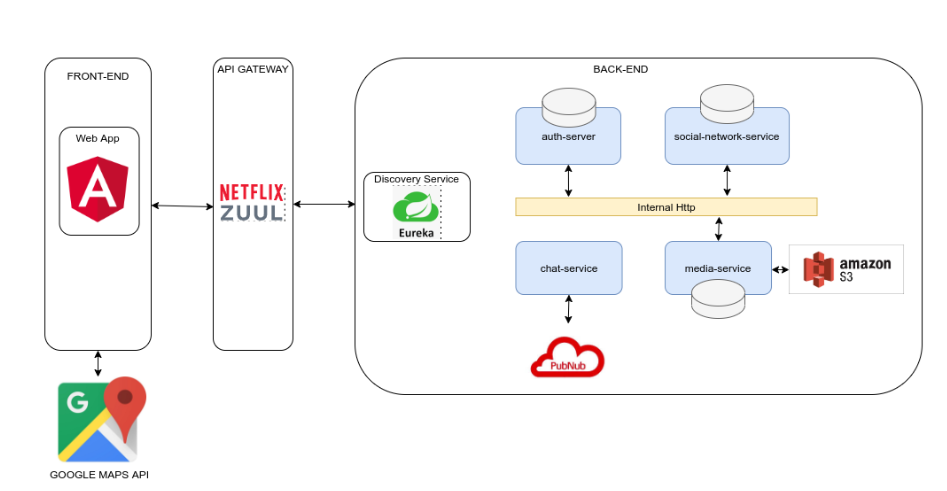 FRONT-END
API GATEWAY
BACK-END
Web App
A
NETFLIX
ZUUL
Discovery Service
Eureka
auth-server
social-network-service
Internal Http
chat-service
media-service
amazon
S3
PubNub
G
GOOGLE MAPS API